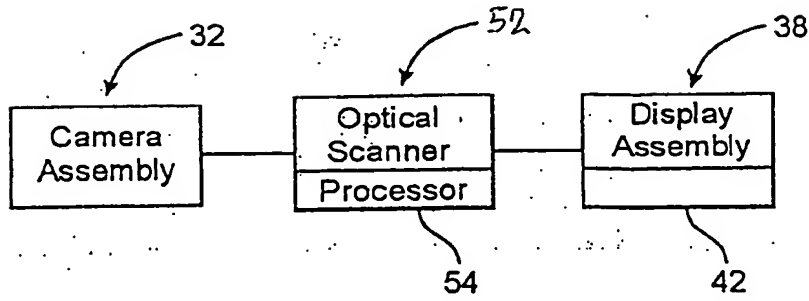 32
52
38
Camera
Assembly
Optical
Scanner
Processor
Display
Assembly
54
42